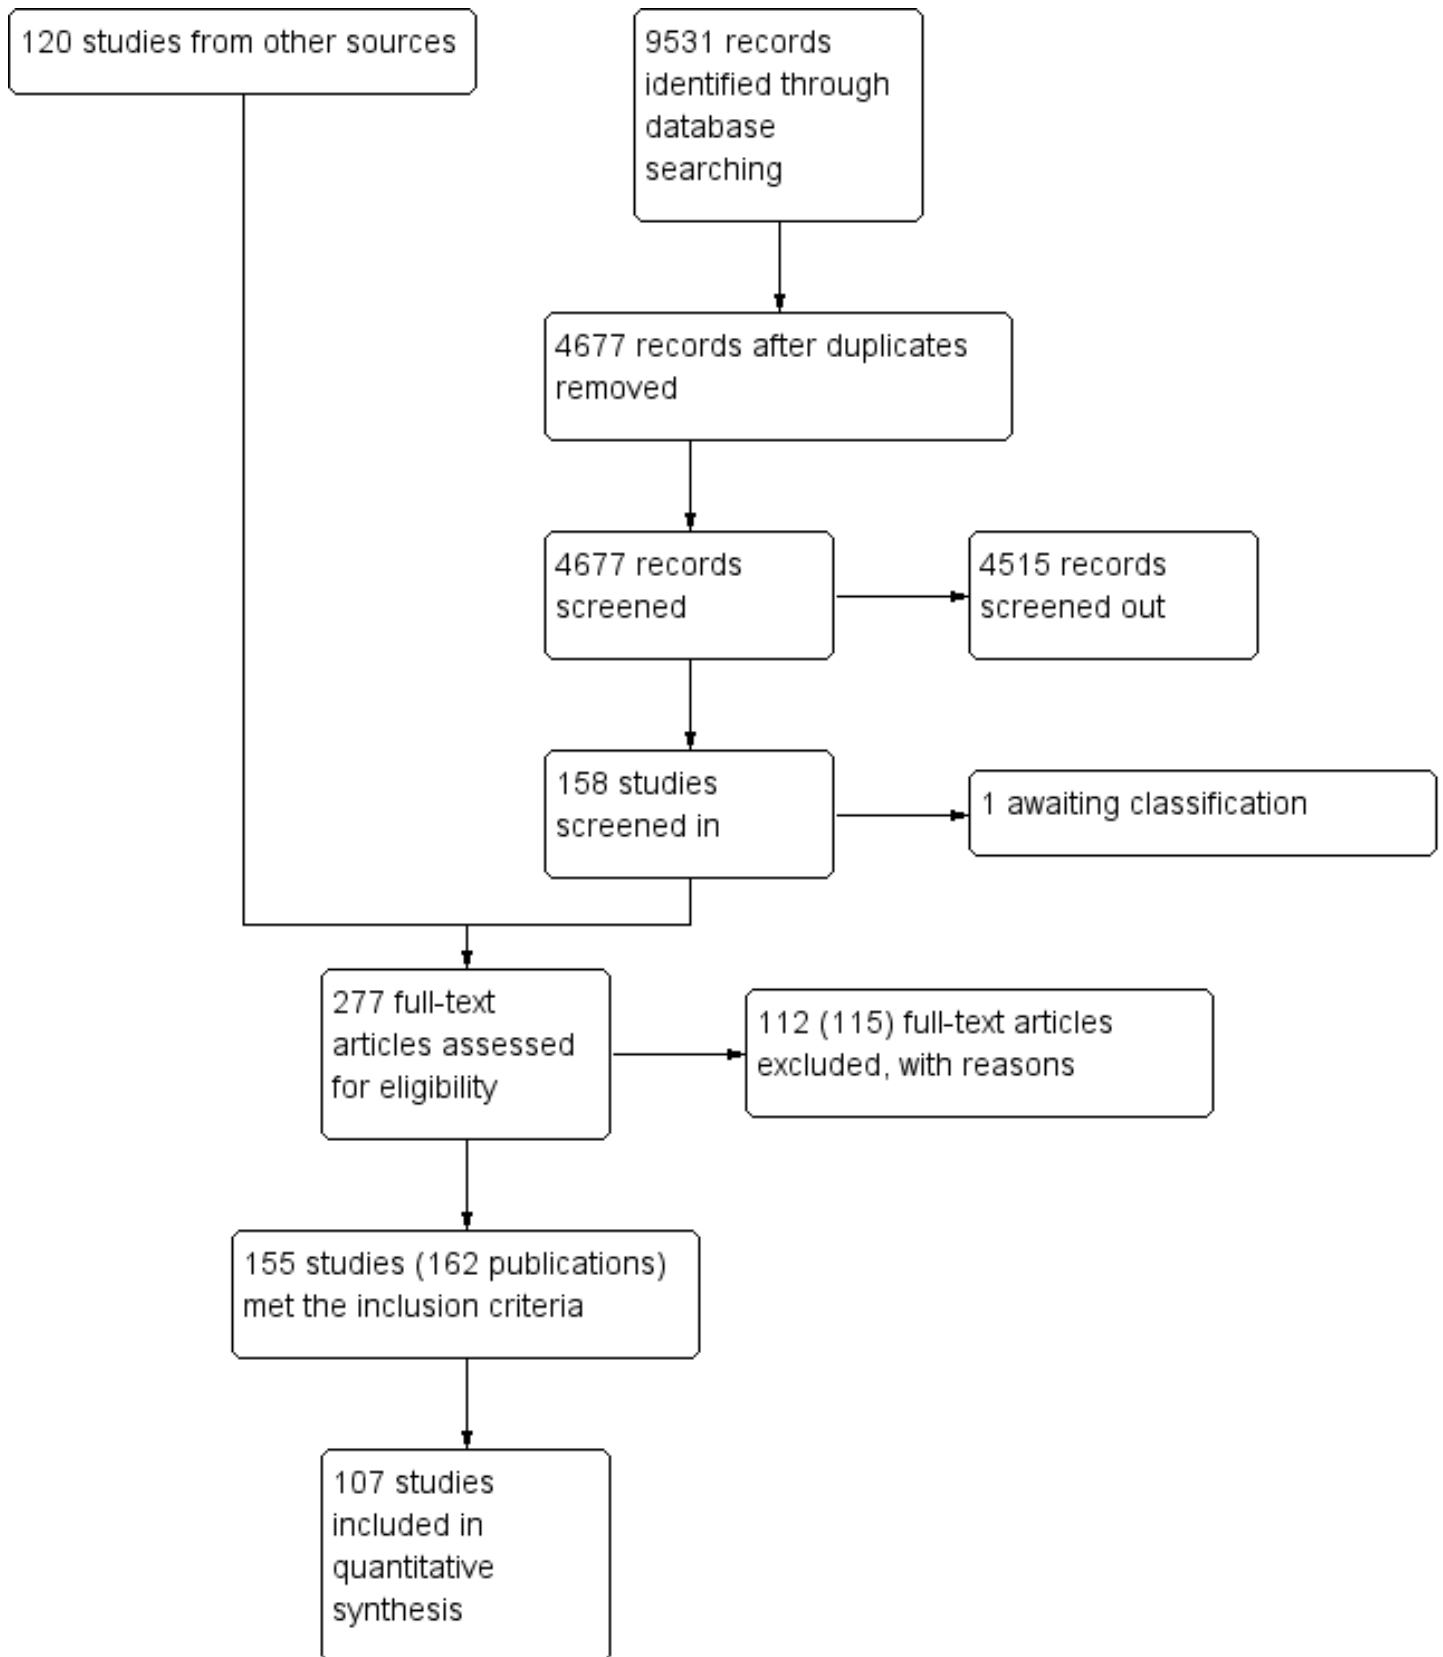 120 studies from other sources
9531 records
identified through
database
searching
4677 records after duplicates
removed
4677 records
screened
4515 records
screened out
158 studies
screened in
1 awaiting classification
277 full-text
articles assessed
for eligibility
112 (115) full-text articles
excluded, with reasons
155 studies (162 publications)
met the inclusion criteria
107 studies
included in
quantitative
synthesis